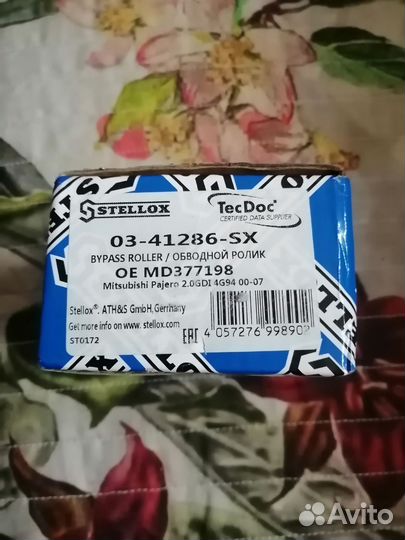 STELLOX
TecDoc
CERTIFIED DATA SUPPLIER
03-41286-SX
BYPASS ROLLER / ОБВОДНОЙ РОЛИК
OE MD377198
Mitsubishi Pajero 2.0GDI 4G94 00-07
Stellox®. ATH&S GmbH,Germany
Get more info on www.stellox.com
ST0172
EAC
4 057276 998902
Avito